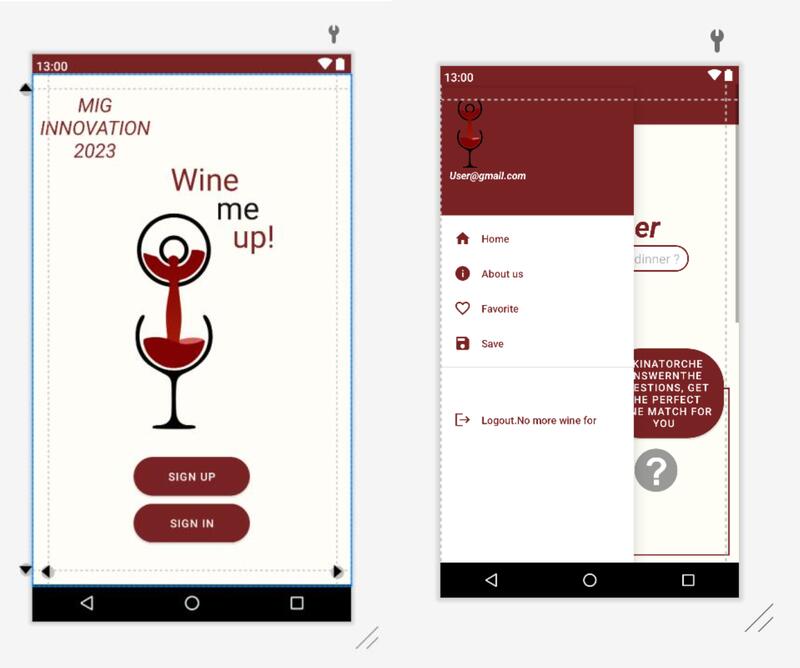 13:00
MIG
INNOVATION
2023
Wine
me
up!
SIGN UP
SIGN IN
13:00
User@gmail.com
Home
About us
Favorite
Save
Logout.No more wine for
er
dinner ?
KINATORCHE
NSWERNTHE
ESTIONS, GET
HE PERFECT
NE MATCH FOR
YOU
?